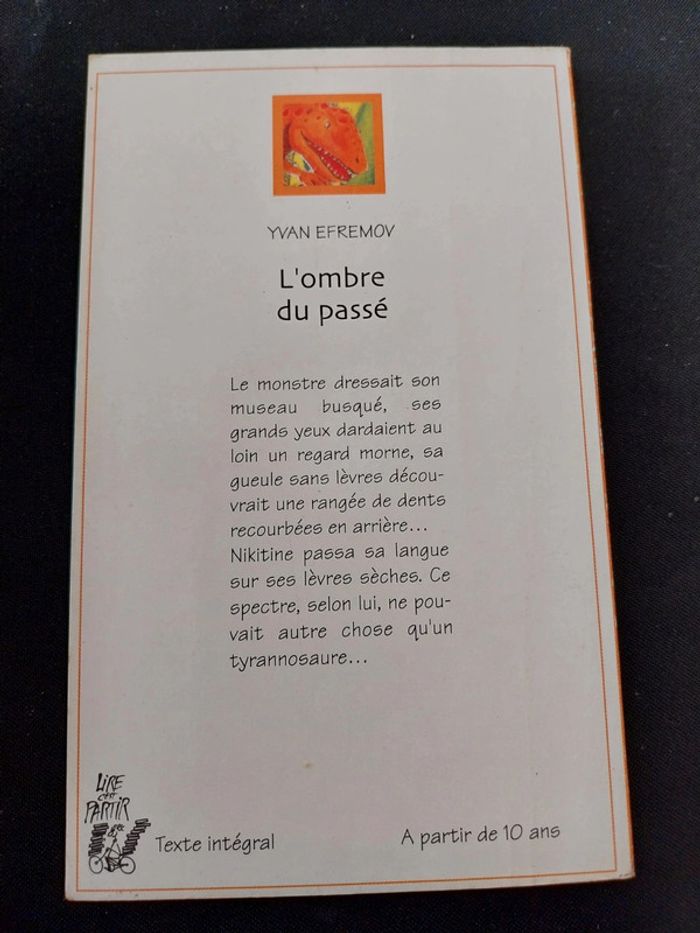 YVAN EFREMOV
L'ombre
du passé
Le monstre dressait son
museau busqué, ses
grands yeux dardaient au
loin un regard morne, sa
gueule sans lèvres décou-
vrait une rangée de dents
recourbées en arrière...
Nikitine passa sa langue
sur ses lèvres sèches. Ce
spectre, selon lui, ne pou-
vait autre chose qu'un
tyrannosaure...
LIRE
C'EST
PARTIR
Texte intégral
A partir de 10 ans